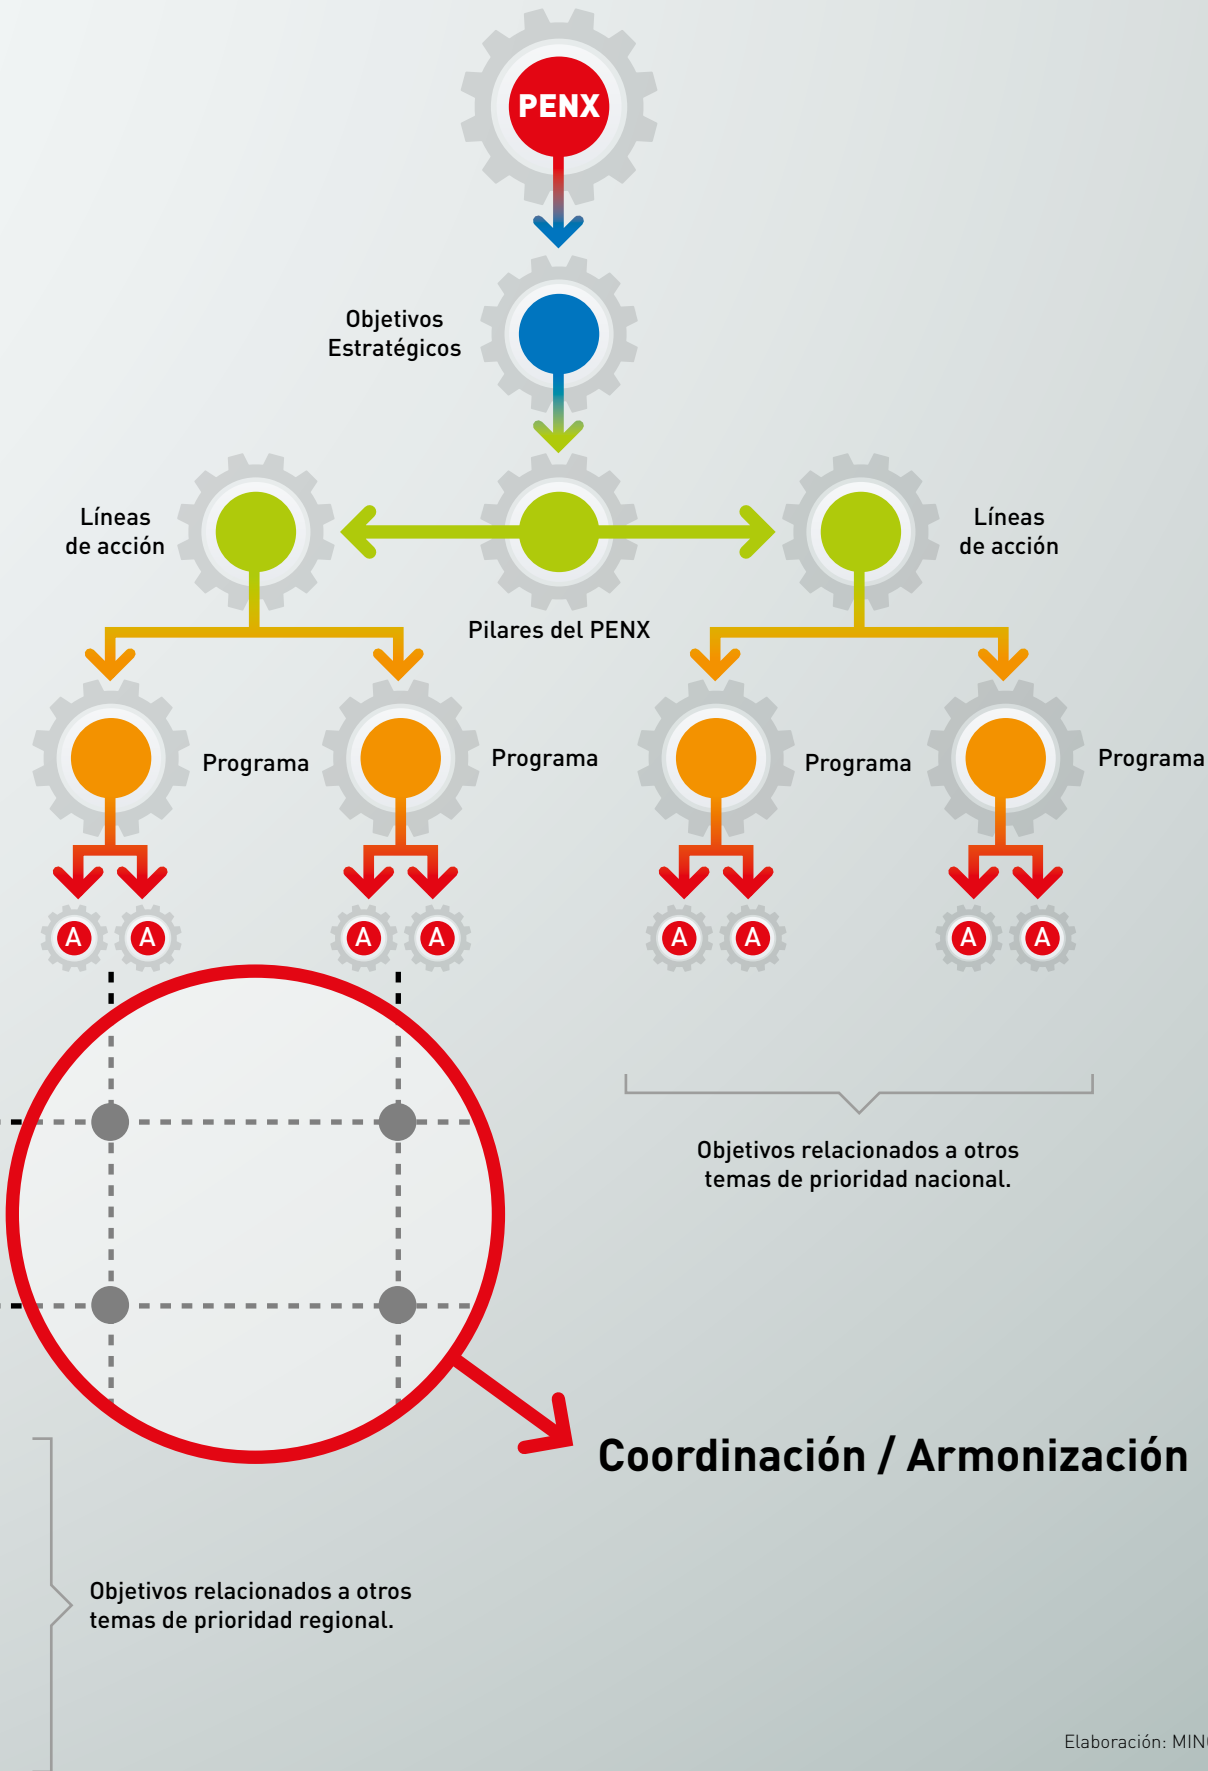 PENX
Objetivos
Estratégicos
Líneas
de acción
Líneas
de acción
Pilares del PENX
Programa
Programa
Programa
Programa
A
A
A
A
A
A
A
A
Objetivos relacionados a otros
temas de prioridad nacional.
Coordinación / Armonización
Objetivos relacionados a otros
temas de prioridad regional.
Elaboración: